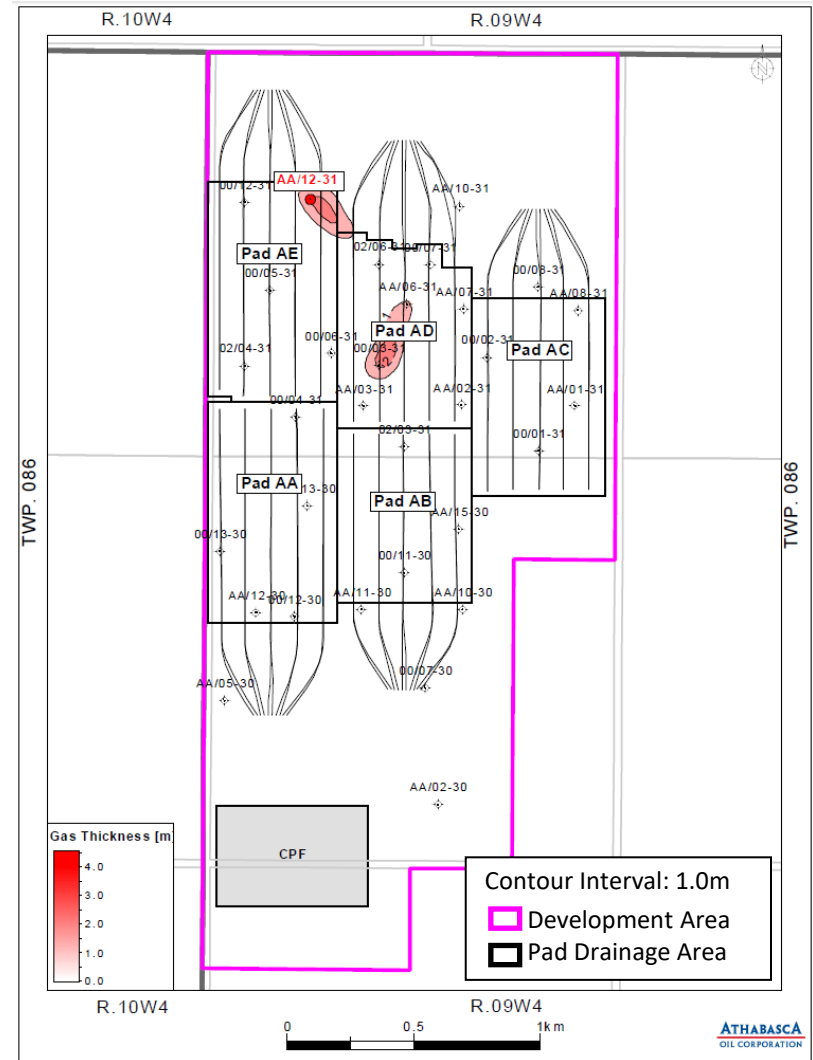 R.10W4
R.09W4
N
AA/12-31
00/12-31
AA/10-31
Pad AE
02/06-31
00/07-31
00/05-31
00/08-31
AA/06-31
AA/07-31
AA/08-31
1
Pad AD
00/06-31
00/03-31
2
00/02-31
Pad AC
02/04-31
AA/03-31
AA/02-31
AA/01-31
00/04-31
02/03-31
00/01-31
TWP. 086
TWP. 086
Pad AA
13-30
Pad AB
AA/15-30
00/13-30
00/11-30
AA/12-30
00/12-30
AA/11-30
AA/10-30
00/07-30
AA/05-30
AA/02-30
Gas Thickness [m]
4.0
3.0
2.0
1.0
0.0
CPF
Contour Interval: 1.0m
Development Area
Pad Drainage Area
R.10W4
R.09W4
0
0.5
1km
ATHABASCA
OIL CORPORATION